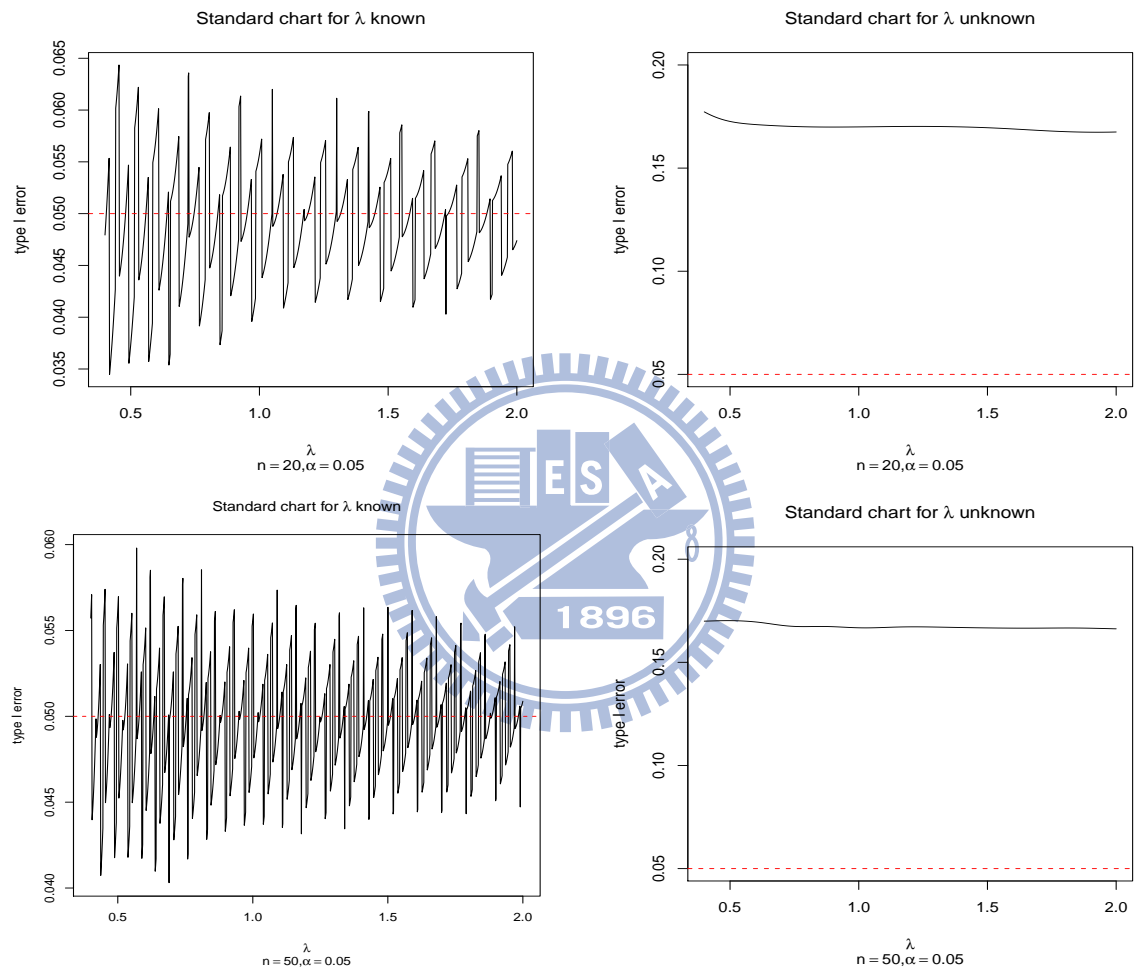 Standard chart for λ known
type I error
0.065
0.060
0.055
0.050
0.045
0.040
0.035
0.5
1.0
1.5
2.0
λ
n = 20,α = 0.05
Standard chart for λ unknown
type I error
0.20
0.15
0.10
0.05
0.5
1.0
1.5
2.0
λ
n = 20,α = 0.05
Standard chart for λ known
type I error
0.060
0.055
0.050
0.045
0.040
0.5
1.0
1.5
2.0
λ
n = 50,α = 0.05
Standard chart for λ unknown
type I error
0.20
0.15
0.10
0.05
0.5
1.0
1.5
2.0
λ
n = 50,α = 0.05
E S A
1896